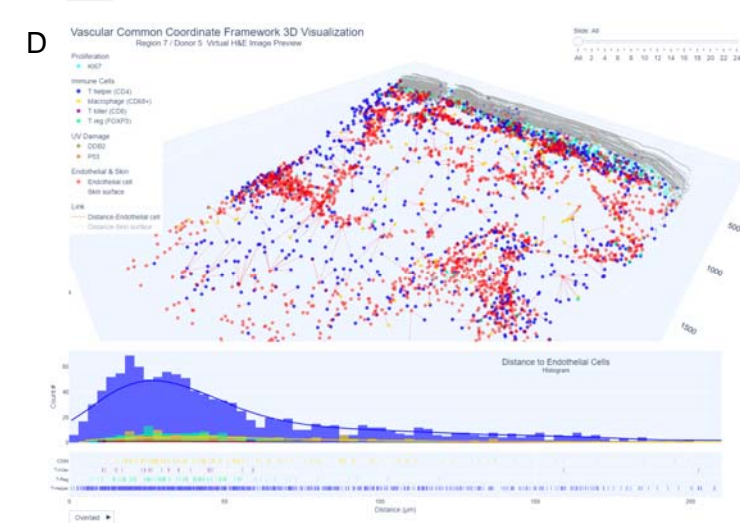 D
Vascular Common Coordinate Framework 3D Visualization
Region 7 / Donor 5 Virtual H&E Image Preview
Slide: All
All 2 4 6 8 10 12 14 16 18 20 22 24
Proliferation
KI67
Immune Cells
T helper (CD4)
Macrophage (CD68+)
T killer (CD8)
T reg (FOXP3)
UV Damage
DDB2
P53
Endothelial & Skin
Endothelial cell
Skin surface
Link
Distance-Endothelial cell
Distance-Skin surface
500
1000
1500
Distance to Endothelial Cells
Histogram
Count #
60
40
20
0
CD68
T-Killer
T-Reg
T-Helper
0 50 100 150 200
Distance (μm)
Overlaid